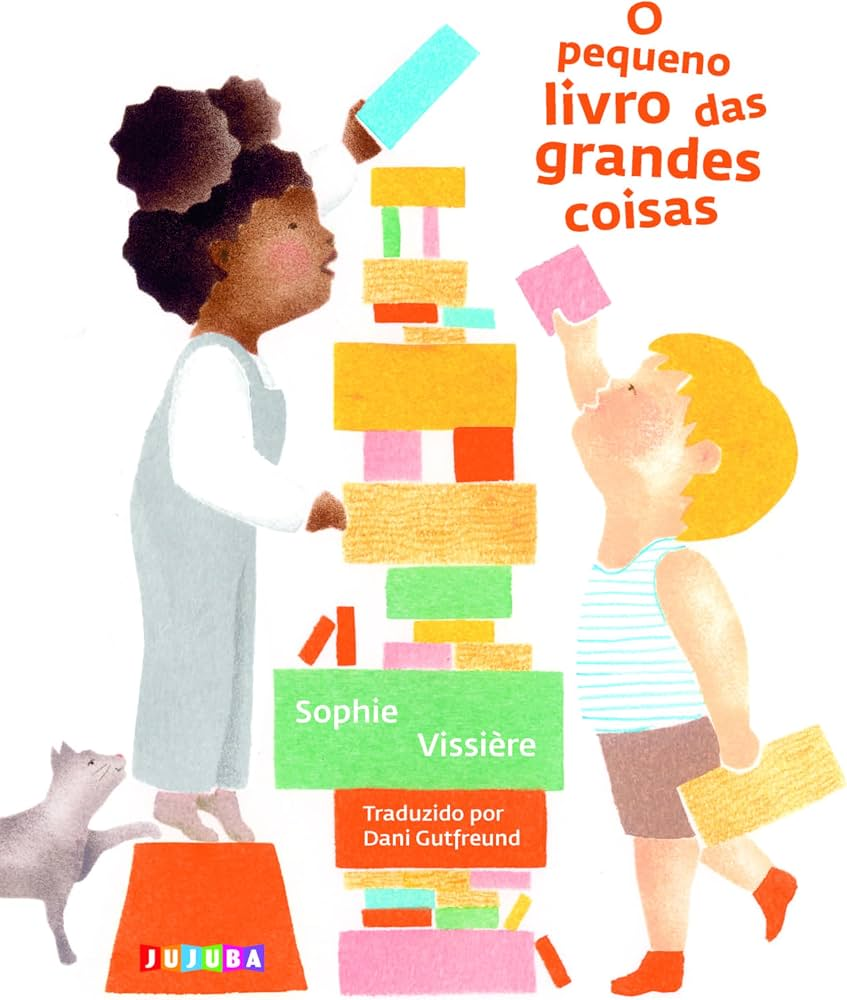 O
pequeno
livro das
grandes
coisas
Sophie
Vissière
Traduzido por
Dani Gutfreund
JUJUBA